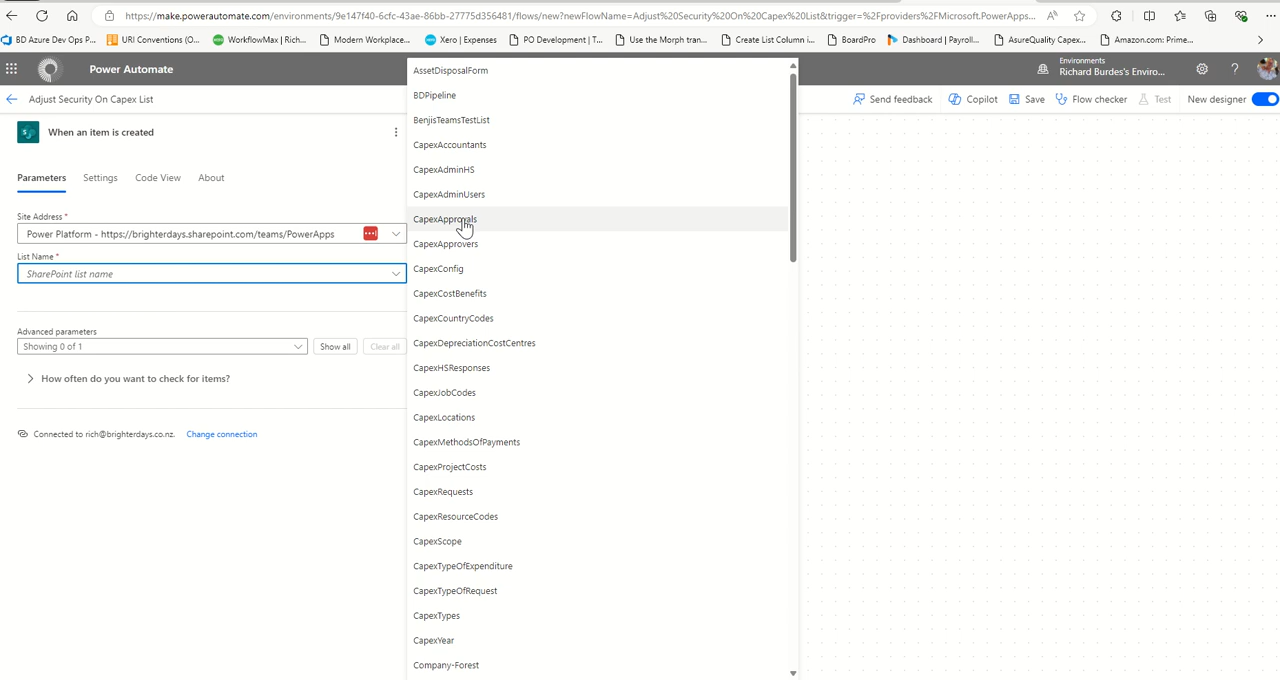 https://make.powerautomate.com/environments/9e147f40-6cfc-43ae-86bb-27775d356481/flows/new?newFlowName=Adjust%20Security%20On%20Capex%20List&trigger=%2Fproviders%2FMicrosoft.PowerApps...
BD Azure Dev Ops P... URI Conventions (O... WorkflowMax | Rich... Modern Workplace... Xero | Expenses PO Development | T... Use the Morph tran... Create List Column i... BoardPro Dashboard | Payroll... AsureQuality Capex... Amazon.com: Prime...
Power Automate
Environments
Richard Burdes's Enviro...
Adjust Security On Capex List
Send feedback Copilot Save Flow checker Test New designer
When an item is created
Parameters Settings Code View About
Site Address *
Power Platform - https://brighterdays.sharepoint.com/teams/PowerApps
List Name *
SharePoint list name
Advanced parameters
Showing 0 of 1 Show all Clear all
How often do you want to check for items?
Connected to rich@brighterdays.co.nz. Change connection
AssetDisposalForm
BDPipeline
BenjisTeamsTestList
CapexAccountants
CapexAdminHS
CapexAdminUsers
CapexApprovals
CapexApprovers
CapexConfig
CapexCostBenefits
CapexCountryCodes
CapexDepreciationCostCentres
CapexHSResponses
CapexJobCodes
CapexLocations
CapexMethodsOfPayments
CapexProjectCosts
CapexRequests
CapexResourceCodes
CapexScope
CapexTypeOfExpenditure
CapexTypeOfRequest
CapexTypes
CapexYear
Company-Forest